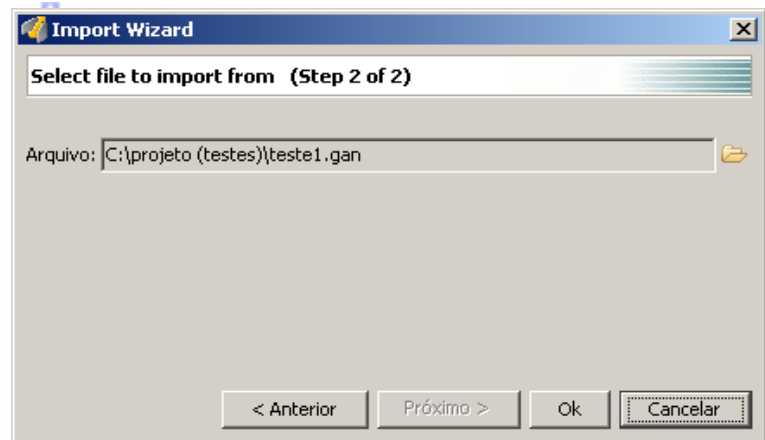 Import Wizard
Select file to import from (Step 2 of 2)
Arquivo: C:\projeto (testes)\teste1.gan
< Anterior Próximo > Ok Cancelar